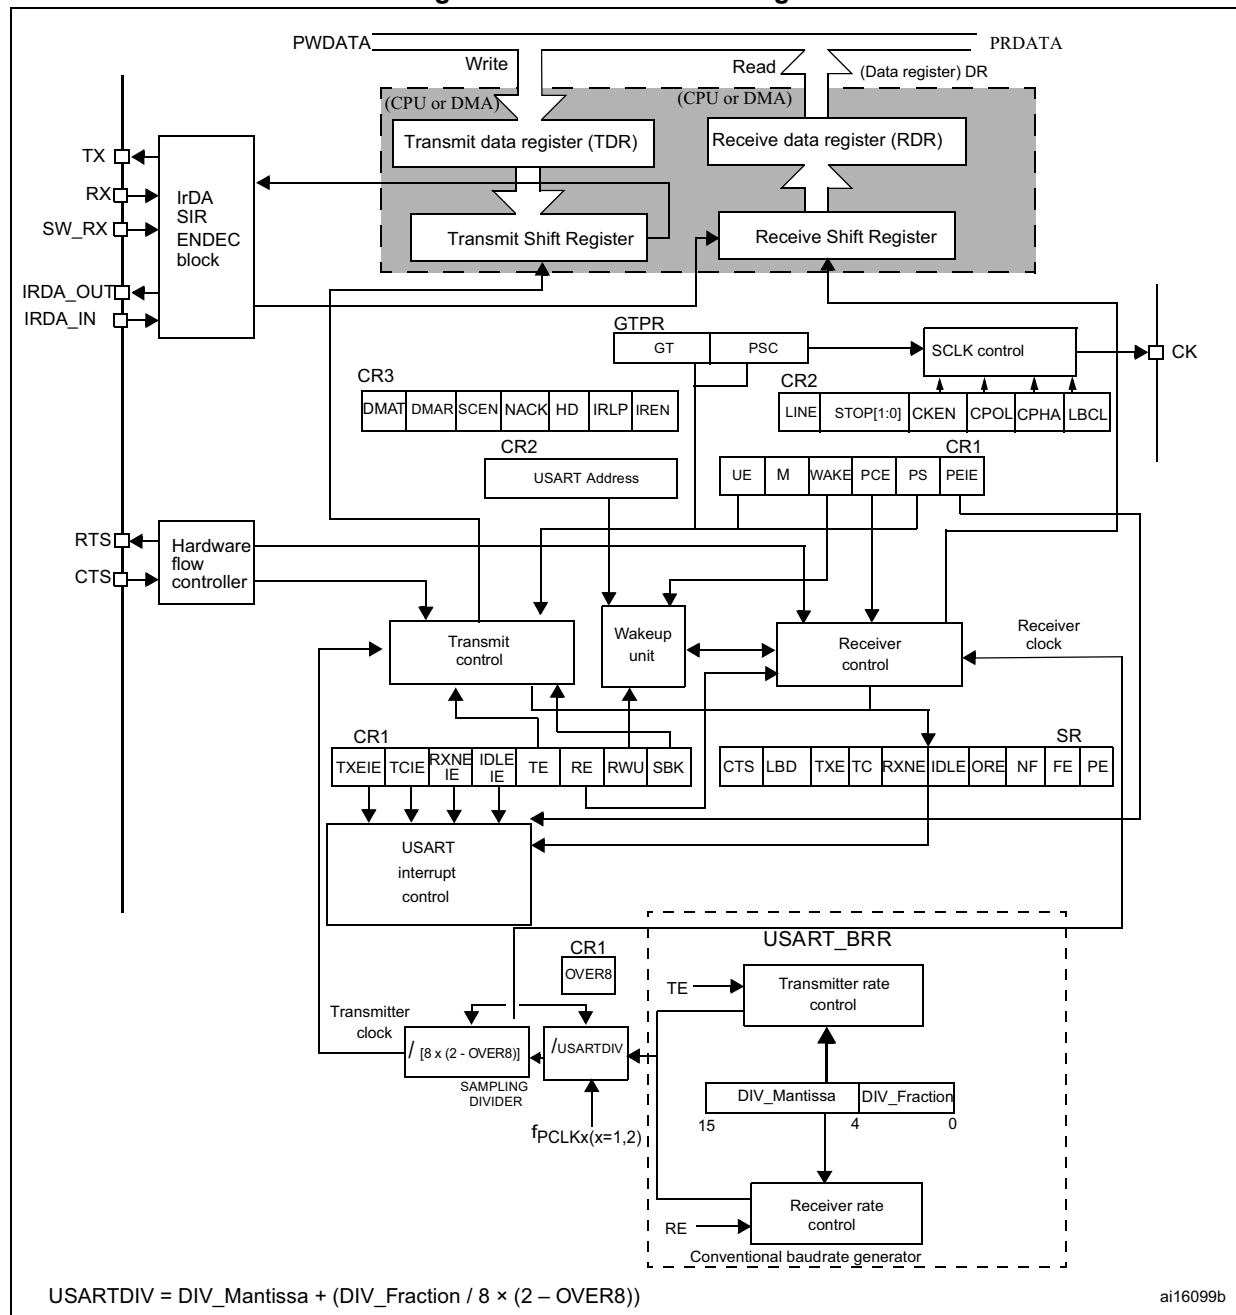 PWDATA
PRDATA
Write
Read
(Data register) DR
(CPU or DMA)
(CPU or DMA)
Transmit data register (TDR)
Receive data register (RDR)
TX
RX
SW_RX
IRDA_OUT
IRDA_IN
IrDA
SIR
ENDEC
block
Transmit Shift Register
Receive Shift Register
GTPR
GT
PSC
SCLK control
CK
CR3
DMAT DMAR SCEN NACK HD IRLP IREN
CR2
LINE STOP[1:0] CKEN CPOL CPHA LBCL
CR2
USART Address
CR1
UE M WAKE PCE PS PEIE
RTS
CTS
Hardware
flow
controller
Transmit
control
Wakeup
unit
Receiver
control
Receiver
clock
CR1
TXEIE TCIE RXNE IE IDLE IE TE RE RWU SBK
SR
CTS LBD TXE TC RXNE IDLE ORE NF FE PE
USART
interrupt
control
USART_BRR
CR1
OVER8
TE
Transmitter rate
control
Transmitter
clock
/ [8 x (2 - OVER8)]
/USARTDIV
SAMPLING
DIVIDER
fPCLKx(x=1,2)
DIV_Mantissa
DIV_Fraction
15
4
0
Receiver rate
control
RE
Conventional baudrate generator
USARTDIV = DIV_Mantissa + (DIV_Fraction / 8 × (2 – OVER8))
ai16099b